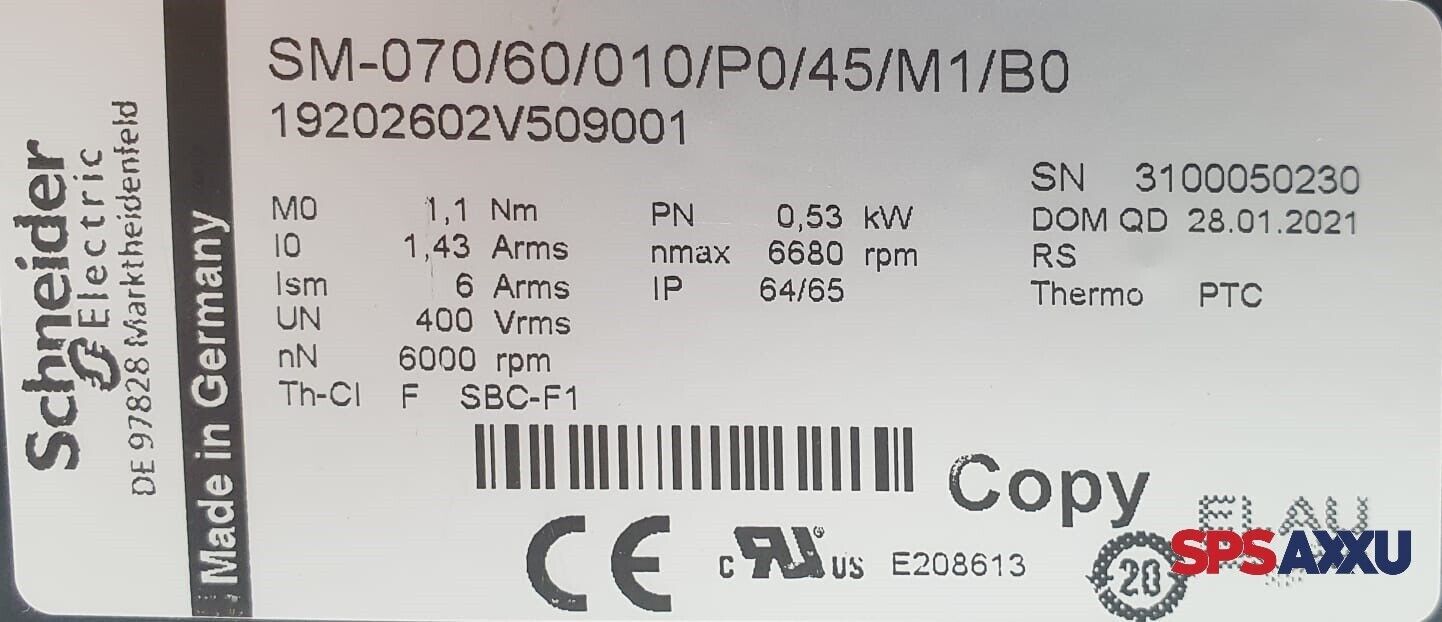 Schneider
Electric
DE 97828 Marktheidenfeld
Made in Germany
SM-070/60/010/P0/45/M1/B0
19202602V509001
SN 3100050230
DOM QD 28.01.2021
RS
Thermo PTC
M0 1,1 Nm
I0 1,43 Arms
Ism 6 Arms
UN 400 Vrms
nN 6000 rpm
Th-Cl F SBC-F1
PN 0,53 kW
nmax 6680 rpm
IP 64/65
Copy
ELAU
CE
c RU ® US E208613
20
SPSAXXU